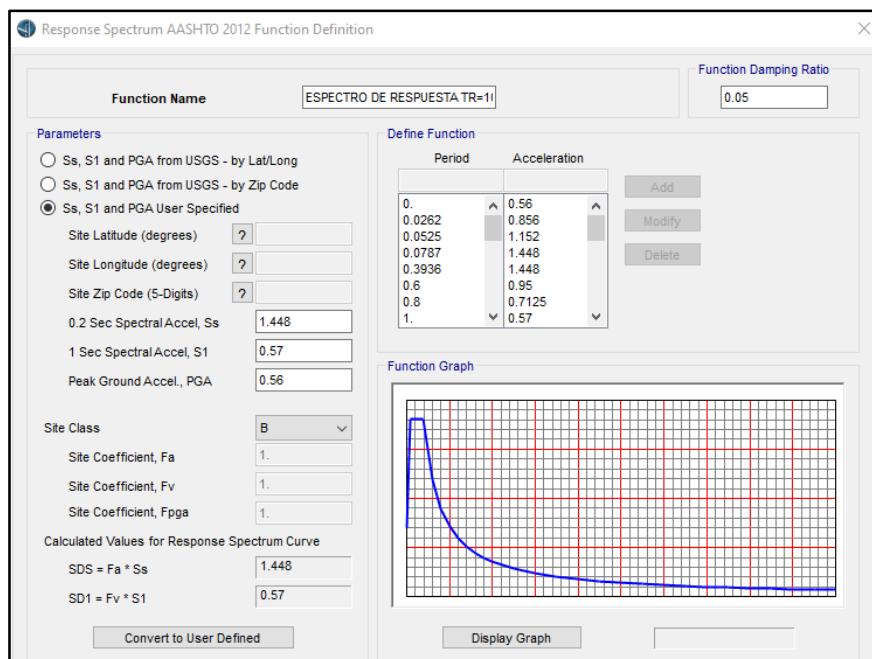 Response Spectrum AASHTO 2012 Function Definition
Function Damping Ratio
Function Name
ESPECTRO DE RESPUESTA TR=1(
0.05
Parameters
Ss, S1 and PGA from USGS - by Lat/Long
Ss, S1 and PGA from USGS - by Zip Code
Ss, S1 and PGA User Specified
Site Latitude (degrees) ?
Site Longitude (degrees) ?
Site Zip Code (5-Digits) ?
0.2 Sec Spectral Accel, Ss 1.448
1 Sec Spectral Accel, S1 0.57
Peak Ground Accel., PGA 0.56
Site Class B
Site Coefficient, Fa 1.
Site Coefficient, Fv 1.
Site Coefficient, Fpga 1.
Calculated Values for Response Spectrum Curve
SDS = Fa * Ss 1.448
SD1 = Fv * S1 0.57
Convert to User Defined
Define Function
Period Acceleration
0. 0.56
0.0262 0.856
0.0525 1.152
0.0787 1.448
0.3936 1.448
0.6 0.95
0.8 0.7125
1. 0.57
Add
Modify
Delete
Function Graph
Display Graph